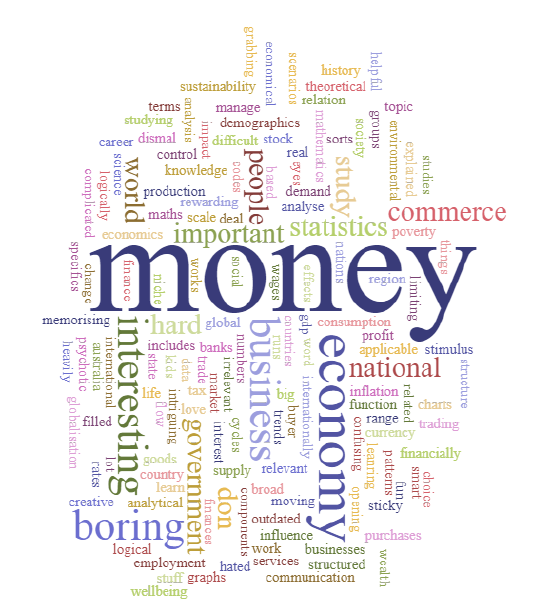 grabbing
economical
scenarios
helpful
history
theoretical
sustainability
relation
terms
analysis
manage
topic
studying
impact
demographics
mathematics
society
groups
environmental
explained
studies
career
dismal
difficult
stock
sorts
science
control
people
real
eyes
study
complicated
logically
world
knowledge
codes
based
demand
production
rewarding
analyse
commerce
maths
scale
deal
statistics
poverty
economics
important
things
specifics
change
finance
money
niche
works
social
wages
effects
nations
region
limiting
memorising
interesting
hard
global
business
countries
gdp
consumption
profit
heavily
psychotic
australia
international
state
includes
banks
numbers
runs
word
economy
applicable
stimulus
structure
kids
data
trade
national
life
tax
market
irrelevant
big
internationally
inflation
related
globalisation
flow
intriguing
love
cycles
trends
buyer
function
charts
filled
government
interest
range
trading
confusing
currency
lot
goods
learning
financially
rates
country
supply
relevant
patterns
fun
smart
choice
learn
don
broad
creative
analytical
finances
components
moving
opening
sticky
boring
outdated
influence
purchases
logical
work
businesses
employment
hated
services
structured
wealth
stuff
graphs
communication
wellbeing